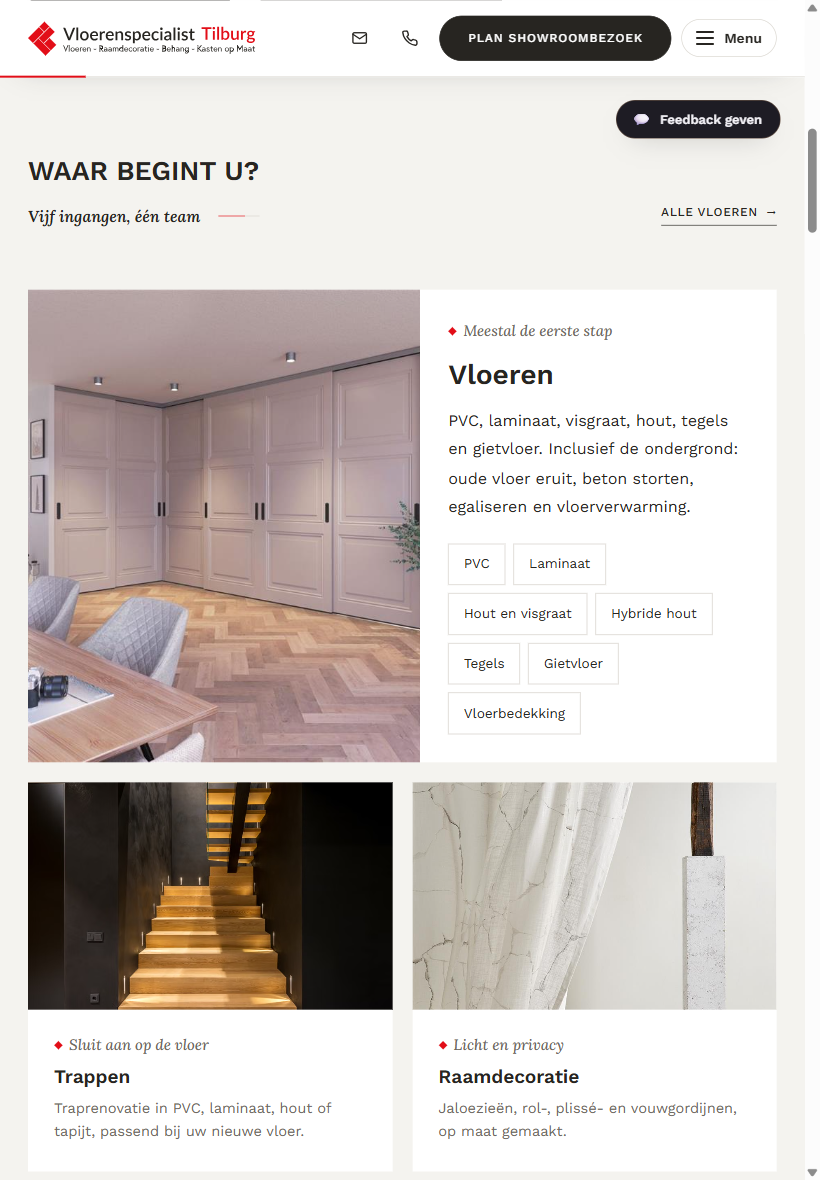 Vloerenspecialist Tilburg
Vloeren - Raamdecoratie - Behang - Kasten op Maat
PLAN SHOWROOMBEZOEK
Menu
Feedback geven
WAAR BEGINT U?
Vijf ingangen, één team
ALLE VLOEREN →
Meestal de eerste stap
Vloeren
PVC, laminaat, visgraat, hout, tegels
en gietvloer. Inclusief de ondergrond:
oude vloer eruit, beton storten,
egaliseren en vloerverwarming.
PVC
Laminaat
Hout en visgraat
Hybride hout
Tegels
Gietvloer
Vloerbedekking
Sluit aan op de vloer
Trappen
Traprenovatie in PVC, laminaat, hout of
tapijt, passend bij uw nieuwe vloer.
Licht en privacy
Raamdecoratie
Jaloezieën, rol-, plissé- en vouwgordijnen,
op maat gemaakt.